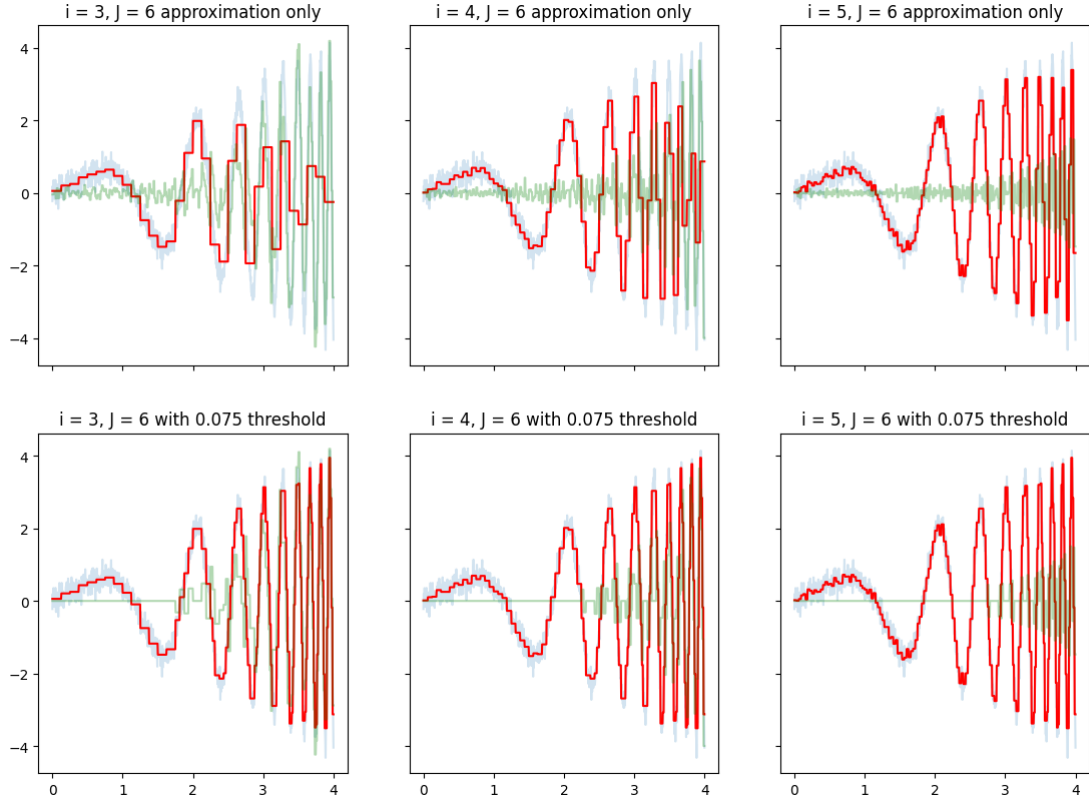 i = 3, J = 6 approximation only
i = 4, J = 6 approximation only
i = 5, J = 6 approximation only
4
2
0
−2
−4
i = 3, J = 6 with 0.075 threshold
i = 4, J = 6 with 0.075 threshold
i = 5, J = 6 with 0.075 threshold
4
2
0
−2
−4
0 1 2 3 4
0 1 2 3 4
0 1 2 3 4